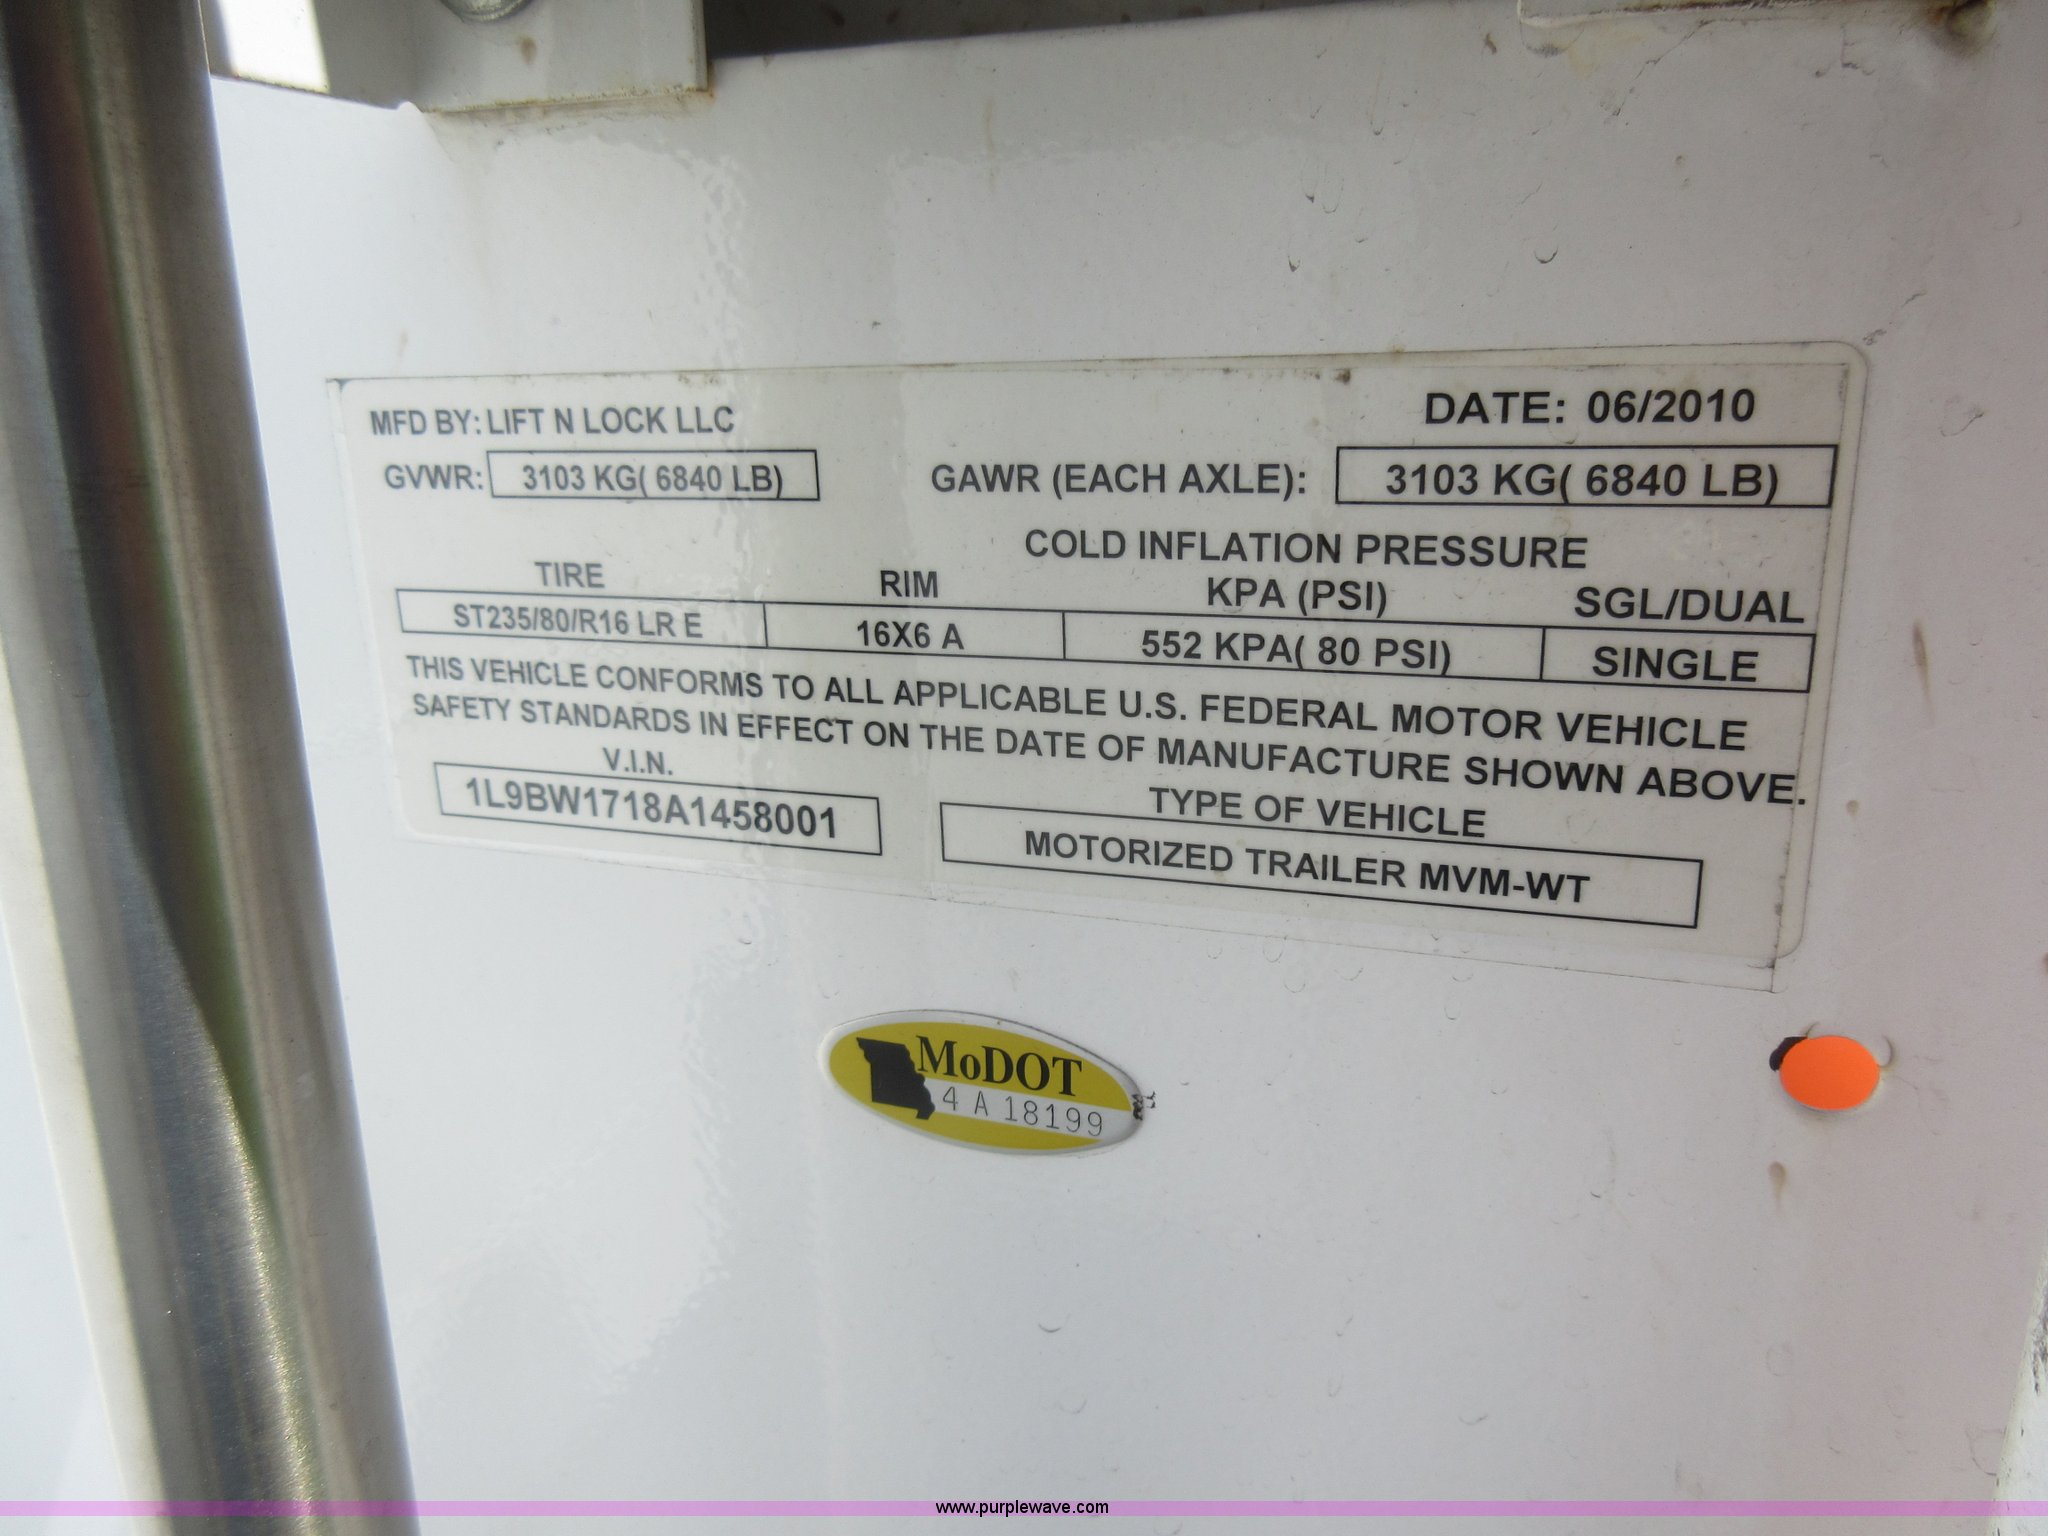 MFD BY: LIFT N LOCK LLC
DATE: 06/2010
GVWR: 3103 KG( 6840 LB)
GAWR (EACH AXLE): 3103 KG( 6840 LB)
COLD INFLATION PRESSURE
TIRE RIM KPA (PSI) SGL/DUAL
ST235/80/R16 LR E 16X6 A 552 KPA( 80 PSI) SINGLE
THIS VEHICLE CONFORMS TO ALL APPLICABLE U.S. FEDERAL MOTOR VEHICLE
SAFETY STANDARDS IN EFFECT ON THE DATE OF MANUFACTURE SHOWN ABOVE.
V.I.N. TYPE OF VEHICLE
1L9BW1718A1458001 MOTORIZED TRAILER MVM-WT
MoDOT
4 A 18199
www.purplewave.com